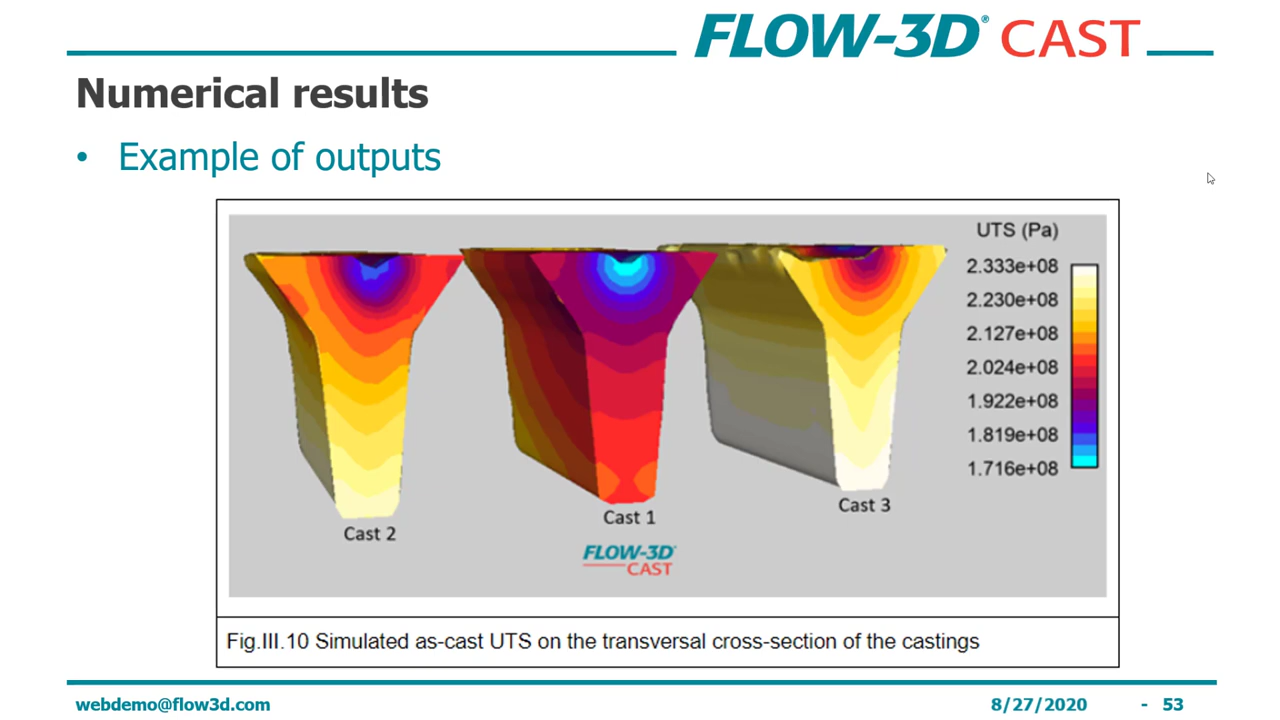 FLOW-3D® CAST
Numerical results
• Example of outputs
UTS (Pa)
2.333e+08
2.230e+08
2.127e+08
2.024e+08
1.922e+08
1.819e+08
1.716e+08
Cast 2
Cast 1
Cast 3
FLOW-3D®
CAST
Fig.III.10 Simulated as-cast UTS on the transversal cross-section of the castings
webdemo@flow3d.com
8/27/2020 - 53